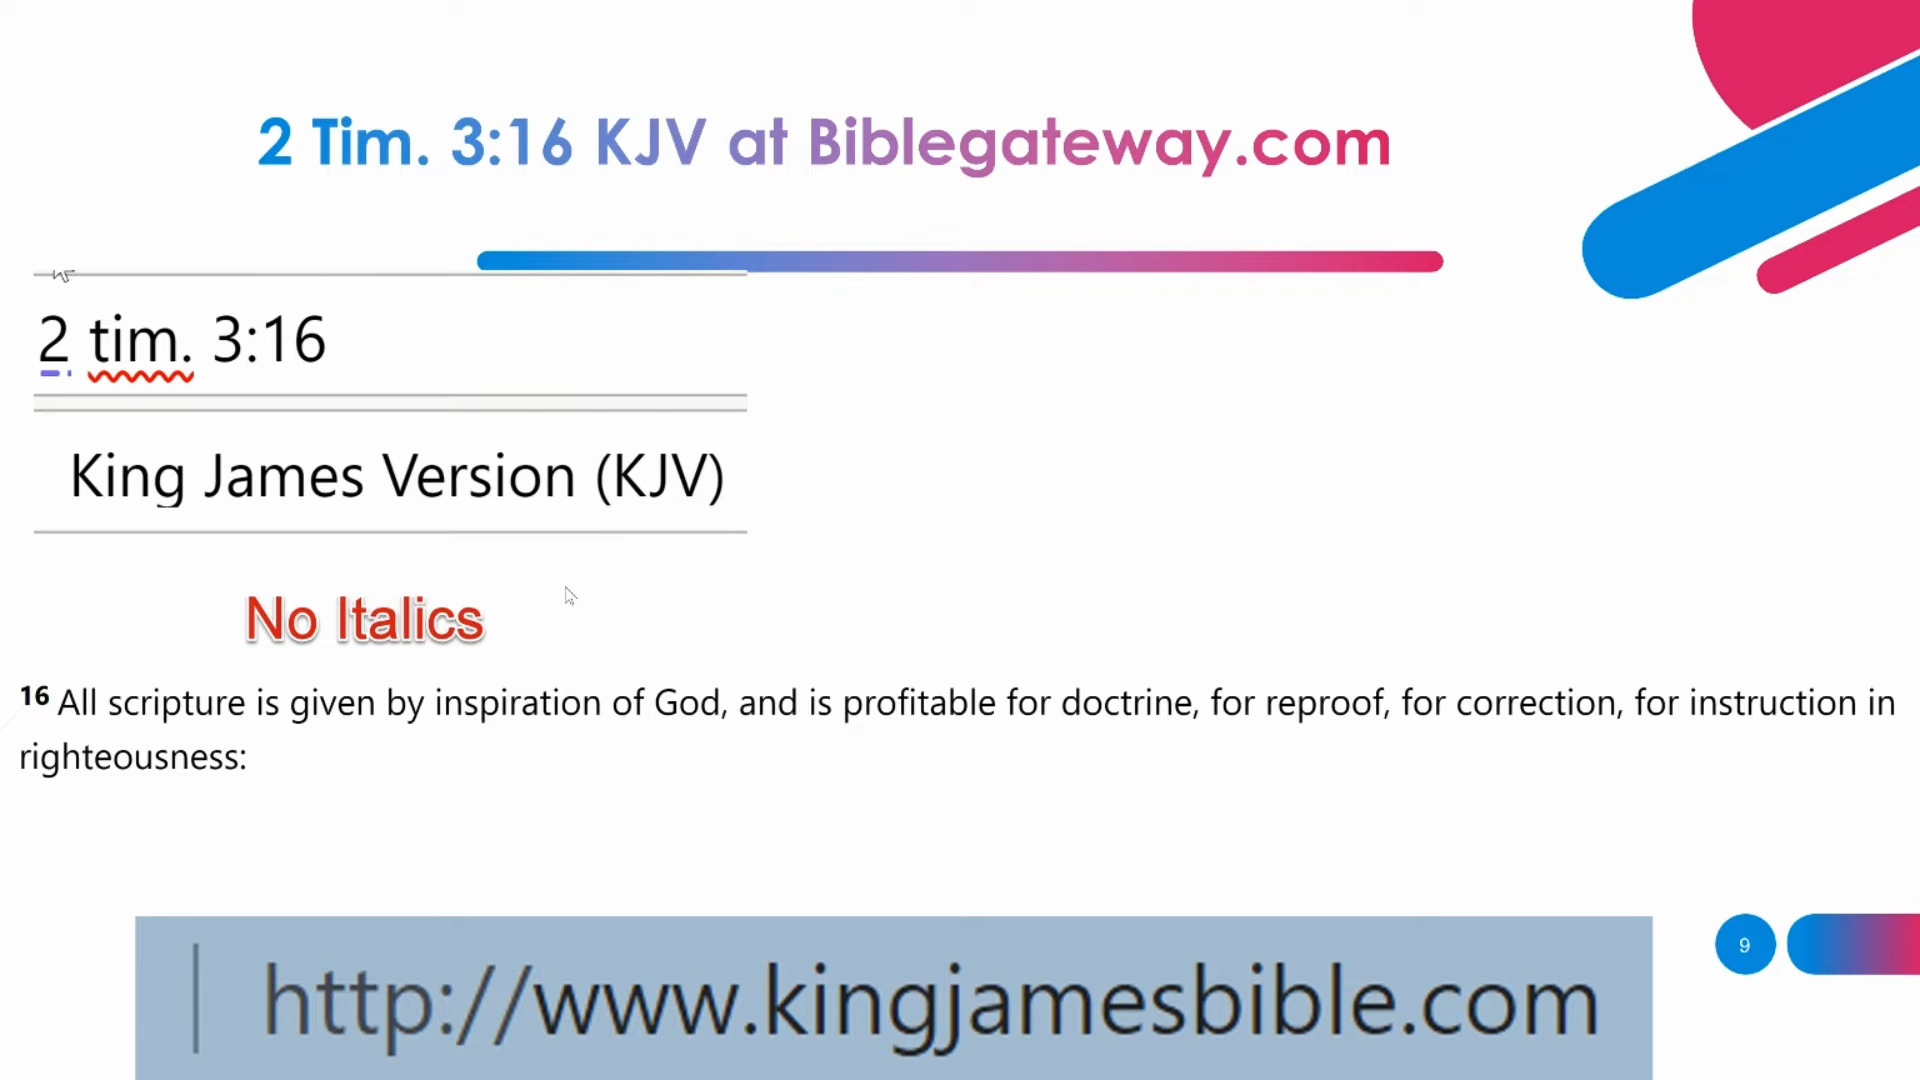 2 Tim. 3:16 KJV at Biblegateway.com
2 tim. 3:16
King James Version (KJV)
No Italics
16 All scripture is given by inspiration of God, and is profitable for doctrine, for reproof, for correction, for instruction in
righteousness:
9
http://www.kingjamesbible.com